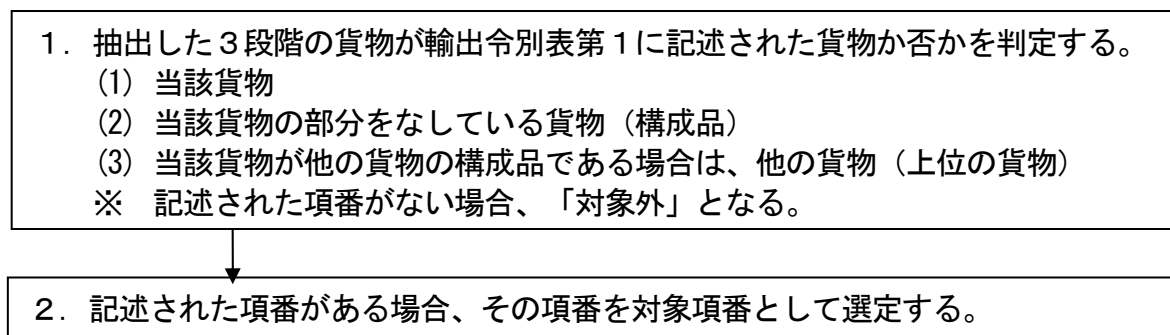 １．抽出した３段階の貨物が輸出令別表第１に記述された貨物か否かを判定する。
(1) 当該貨物
(2) 当該貨物の部分をなしている貨物（構成品）
(3) 当該貨物が他の貨物の構成品である場合は、他の貨物（上位の貨物）
※　記述された項番がない場合、「対象外」となる。
２．記述された項番がある場合、その項番を対象項番として選定する。